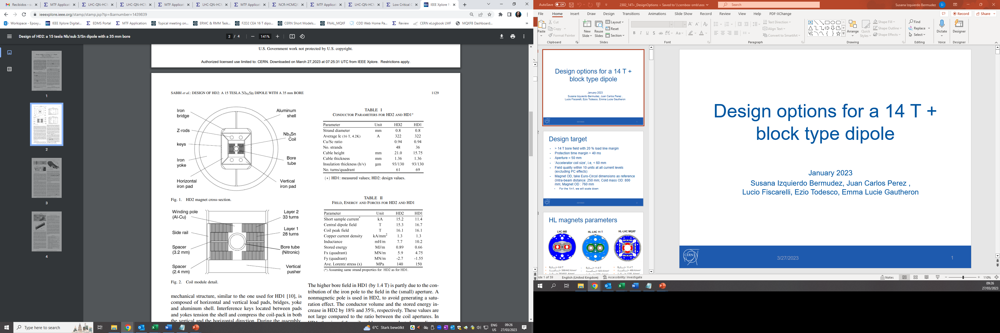 Recibidos - su
MTF Applicati
LHC-QN-HCM
LHC-QN-HCM
MTF Applicati
LHC-QN-HCM
MTF Applicati
NCR-HCMQX
MTF Applicati
LHC-QN-HCM
Low Critical C
IEEE Xplore F
ieeexplore.ieee.org/stamp/stamp.jsp?tp=&arnumber=1439839
Workspace - Epoxy...
IEEE Xplore Digital...
EDMS Portal
MTF Application:
Topical meeting on...
ERMC & RMM Task...
F2D2 CEA 16 T dipo...
CERN Short Models...
FNAL_MQXF
CDD Web Home Pa...
Review
CERN eLogbook LMF
MQXFB Dashboard...
Design of HD2: a 15 tesla Nb/sub 3/Sn dipole with a 35 mm bore
2 / 4
141%
1
2
3
4
U.S. Government work not protected by U.S. copyright.
Authorized licensed use limited to: CERN. Downloaded on March 27,2023 at 07:25:31 UTC from IEEE Xplore. Restrictions apply.
SABBI et al.: DESIGN OF HD2: A 15 TESLA Nb3Sn DIPOLE WITH A 35 mm BORE
1129
Iron
bridge
Z-rods
keys
Iron
yoke
Horizontal
iron pad
Aluminum
shell
Nb3Sn
Coil
Bore
tube
Vertical
iron pad
Fig. 1. HD2 magnet cross-section.
Winding pole
(Al-Cu)
Side rail
Spacer
(3.2 mm)
Spacer
(2.4 mm)
Layer 2
33 turns
Layer 1
28 turns
Bore tube
(Nitronic)
Vertical
pusher
Fig. 2. Coil module detail.
mechanical structure, similar to the one used for HD1 [10], is
composed of horizontal and vertical load pads, bridges, yoke
and aluminum shell. Interference keys located between pads
and yokes tension the shell and compress the coil-pack in both
the vertical and the horizontal direction. During the assembly,
TABLE I
CONDUCTOR PARAMETERS FOR HD2 AND HD1*
Parameter Unit HD2 HD1
Strand diameter mm 0.8 0.8
Average Ic (16 T, 4.2K) A 322 322
Cu/Sc ratio 0.94 0.94
No. strands 48 36
Cable height mm 21.0 15.75
Cable thickness mm 1.36 1.36
Insulation thickness (h/v) µm 93/130 93/130
No. turns/quadrant 61 69
(*) HD1: measured values; HD2: design values.
TABLE II
FIELD, ENERGY AND FORCES FOR HD2 AND HD1
Parameter Unit HD2 HD1
Short sample current* kA 15.2 11.4
Central dipole field T 15.3 16.7
Coil peak field T 16.1 16.1
Copper current density kA/mm2 1.3 1.3
Inductance mH/m 7.7 10.2
Stored energy MJ/m 0.89 0.66
Fx (quadrant) MN/m 5.9 4.75
Fy (quadrant) MN/m -2.7 -1.55
Ave. Lorentz stress (x) MPa 140 150
(*) Assuming same strand properties for HD2 as for HD1.
The higher bore field in HD1 (by 1.4 T) is partly due to the con-
tribution of the iron pole to the field in the (small) aperture. A
nonmagnetic pole is used in HD2, to avoid generating a satu-
ration effect. The conductor volume and the stored energy in-
crease in HD2 by 18% and 35%, respectively. These values are
not large compared to the ratio between the coil apertures. In
Type here to search
6°C Stark bewölkt
ENG
US
09:26
27/03/2023
AutoSave Off
2302_14T+_DesignOptions • Saved to \\cernbox-smb\eos
Search
Susana Izquierdo Bermudez
SI
File Home Insert Draw Design Transitions Animations Slide Show Record Review View Help PDF-XChange
Record
Share
Paste
Cut
Copy
Format Painter
Clipboard
New
Slide
Reuse
Slides
Layout
Reset
Section
Slides
Font
Text Direction
Align Text
Convert to SmartArt
Paragraph
Arrange
Quick
Styles
Shape Fill
Shape Outline
Shape Effects
Drawing
Find
Replace
Select
Editing
Dictate
Voice
Designer
Designer
Design options for a 14 T +
block type dipole
January 2023
Susana Izquierdo Bermudez, Juan Carlos Perez ,
Lucio Fiscarelli, Ezio Todesco, Emma Lucie Gautheron
Design target
• > 14 T bore field with 20 % load line margin
• Protection time margin > 40 ms
• Aperture = 50 mm
• 'Accelerator coil size', i.e, < 60 mm
• Field quality within 10 units at all current levels
(excluding PC effects)
• Magnet OD, take Euro-Circol dimensions as reference
(Intra-beam distance: 250 mm; Cold mass OD: 800
mm; Magnet OD : 760 mm
• For the 1in1, we will scale down
HL magnets parameters
LHC-MB
HL-LHC 11 T
HL-LHC MQXF
Design options for a 14 T +
block type dipole
January 2023
Susana Izquierdo Bermudez, Juan Carlos Perez ,
Lucio Fiscarelli, Ezio Todesco, Emma Lucie Gautheron
CERN
3/27/2023
1
ide 1 of 59
English (United Kingdom)
Accessibility: Investigate
Notes
110%
09:26
27/03/2023